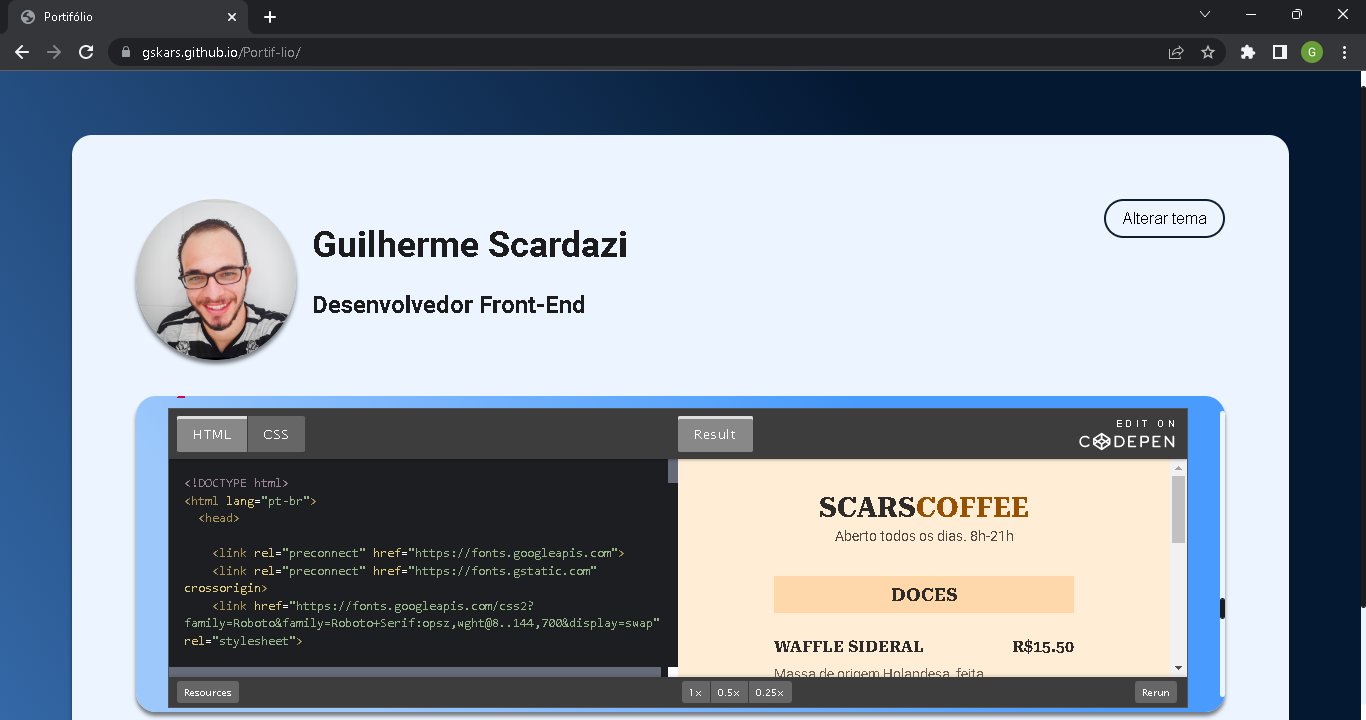 Portifólio
gskars.github.io/Portif-lio/
G
Alterar tema
Guilherme Scardazi
Desenvolvedor Front-End
HTML CSS
Result
EDIT ON
CODEPEN
<!DOCTYPE html>
<html lang="pt-br">
<head>
<link rel="preconnect" href="https://fonts.googleapis.com">
<link rel="preconnect" href="https://fonts.gstatic.com"
crossorigin>
<link href="https://fonts.googleapis.com/css2?
family=Roboto&family=Roboto+Serif:opsz,wght@8..144,700&display=swap"
rel="stylesheet">
SCARSCOFFEE
Aberto todos os dias. 8h-21h
DOCES
WAFFLE SIDERAL R$15.50
Massa de origem Holandesa, feita
Resources
1x 0.5x 0.25x
Rerun